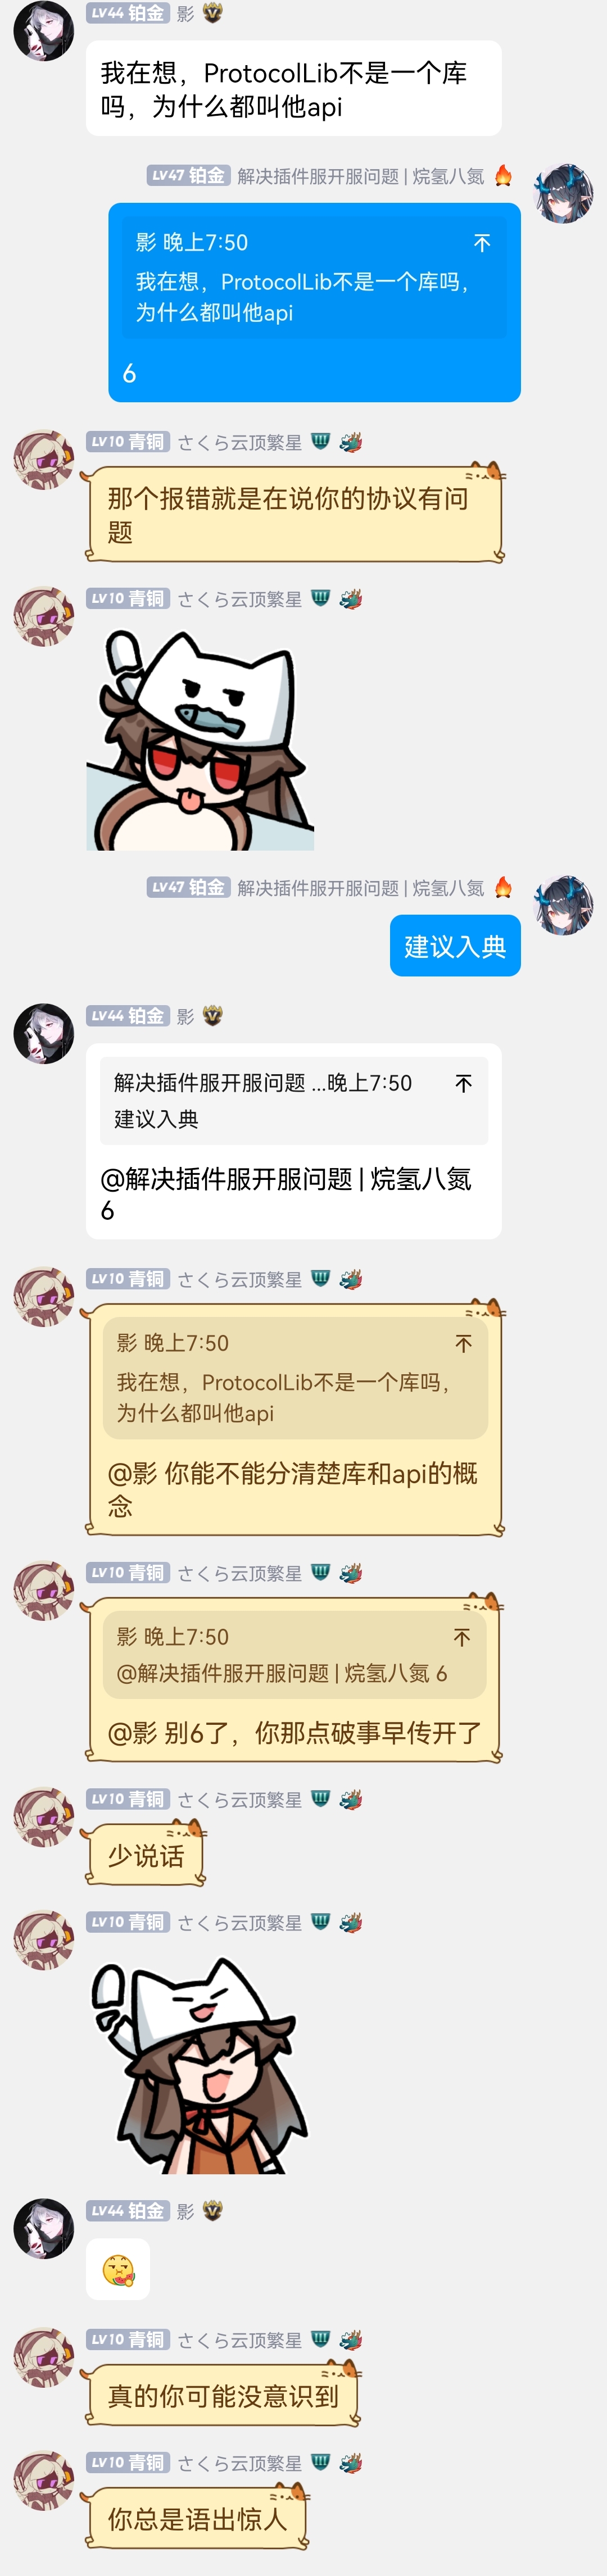 LV44 铂金 影
我在想，ProtocolLib不是一个库
吗，为什么都叫他api
LV47 铂金 解决插件服开服问题 | 烷氢八氮
影 晚上7:50
我在想，ProtocolLib不是一个库吗，
为什么都叫他api
6
LV10 青铜 さくら云顶繁星
那个报错就是在说你的协议有问
题
LV10 青铜 さくら云顶繁星
LV47 铂金 解决插件服开服问题 | 烷氢八氮
建议入典
LV44 铂金 影
解决插件服开服问题 ...晚上7:50
建议入典
@解决插件服开服问题 | 烷氢八氮
6
LV10 青铜 さくら云顶繁星
影 晚上7:50
我在想，ProtocolLib不是一个库吗，
为什么都叫他api
@影 你能不能分清楚库和api的概
念
LV10 青铜 さくら云顶繁星
影 晚上7:50
@解决插件服开服问题 | 烷氢八氮 6
@影 别6了，你那点破事早传开了
LV10 青铜 さくら云顶繁星
少说话
LV10 青铜 さくら云顶繁星
LV44 铂金 影
LV10 青铜 さくら云顶繁星
真的你可能没意识到
LV10 青铜 さくら云顶繁星
你总是语出惊人